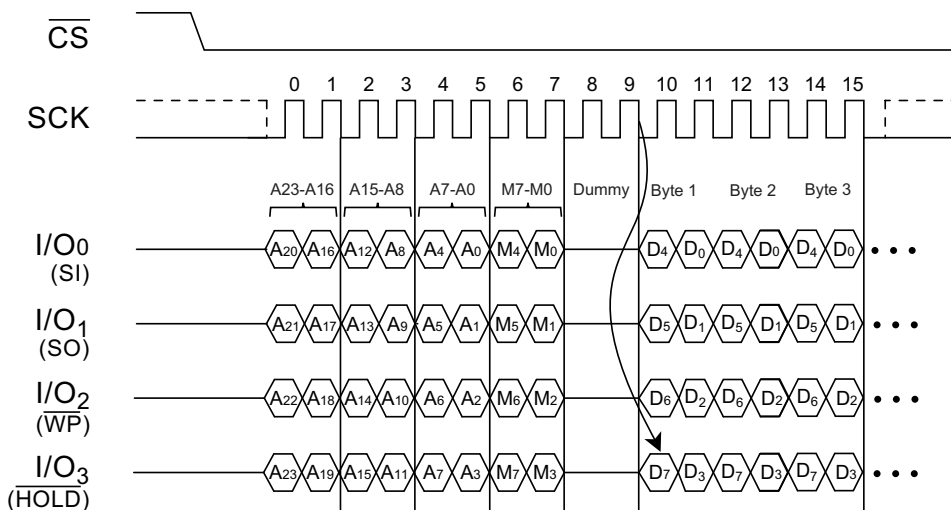 CS
0 1 2 3 4 5 6 7 8 9 10 11 12 13 14 15
SCK
A23-A16 A15-A8 A7-A0 M7-M0 Dummy Byte 1 Byte 2 Byte 3
I/O0 A20 A16 A12 A8 A4 A0 M4 M0 D4 D0 D4 D0 D4 D0 • • •
(SI)
I/O1 A21 A17 A13 A9 A5 A1 M5 M1 D5 D1 D5 D1 D5 D1 • • •
(SO)
I/O2 A22 A18 A14 A10 A6 A2 M6 M2 D6 D2 D6 D2 D6 D2 • • •
(WP)
I/O3 A23 A19 A15 A11 A7 A3 M7 M3 D7 D3 D7 D3 D7 D3 • • •
(HOLD)